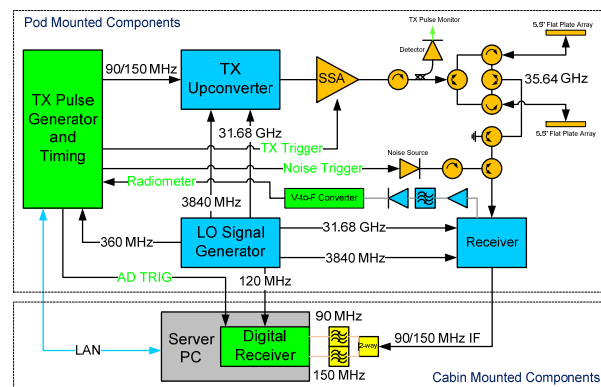 Pod Mounted Components
TX Pulse Monitor
5.5" Flat Plate Array
Detector
90/150 MHz
TX
Upconverter
SSA
35.64 GHz
TX Pulse
Generator
and
Timing
31.68 GHz
5.5" Flat Plate Array
TX Trigger
Noise Source
Noise Trigger
Radiometer
V-to-F Converter
3840 MHz
360 MHz
LO Signal
Generator
31.68 GHz
3840 MHz
Receiver
120 MHz
AD TRIG
90 MHz
Server
PC
Digital
Receiver
2-way
90/150 MHz IF
LAN
150 MHz
Cabin Mounted Components